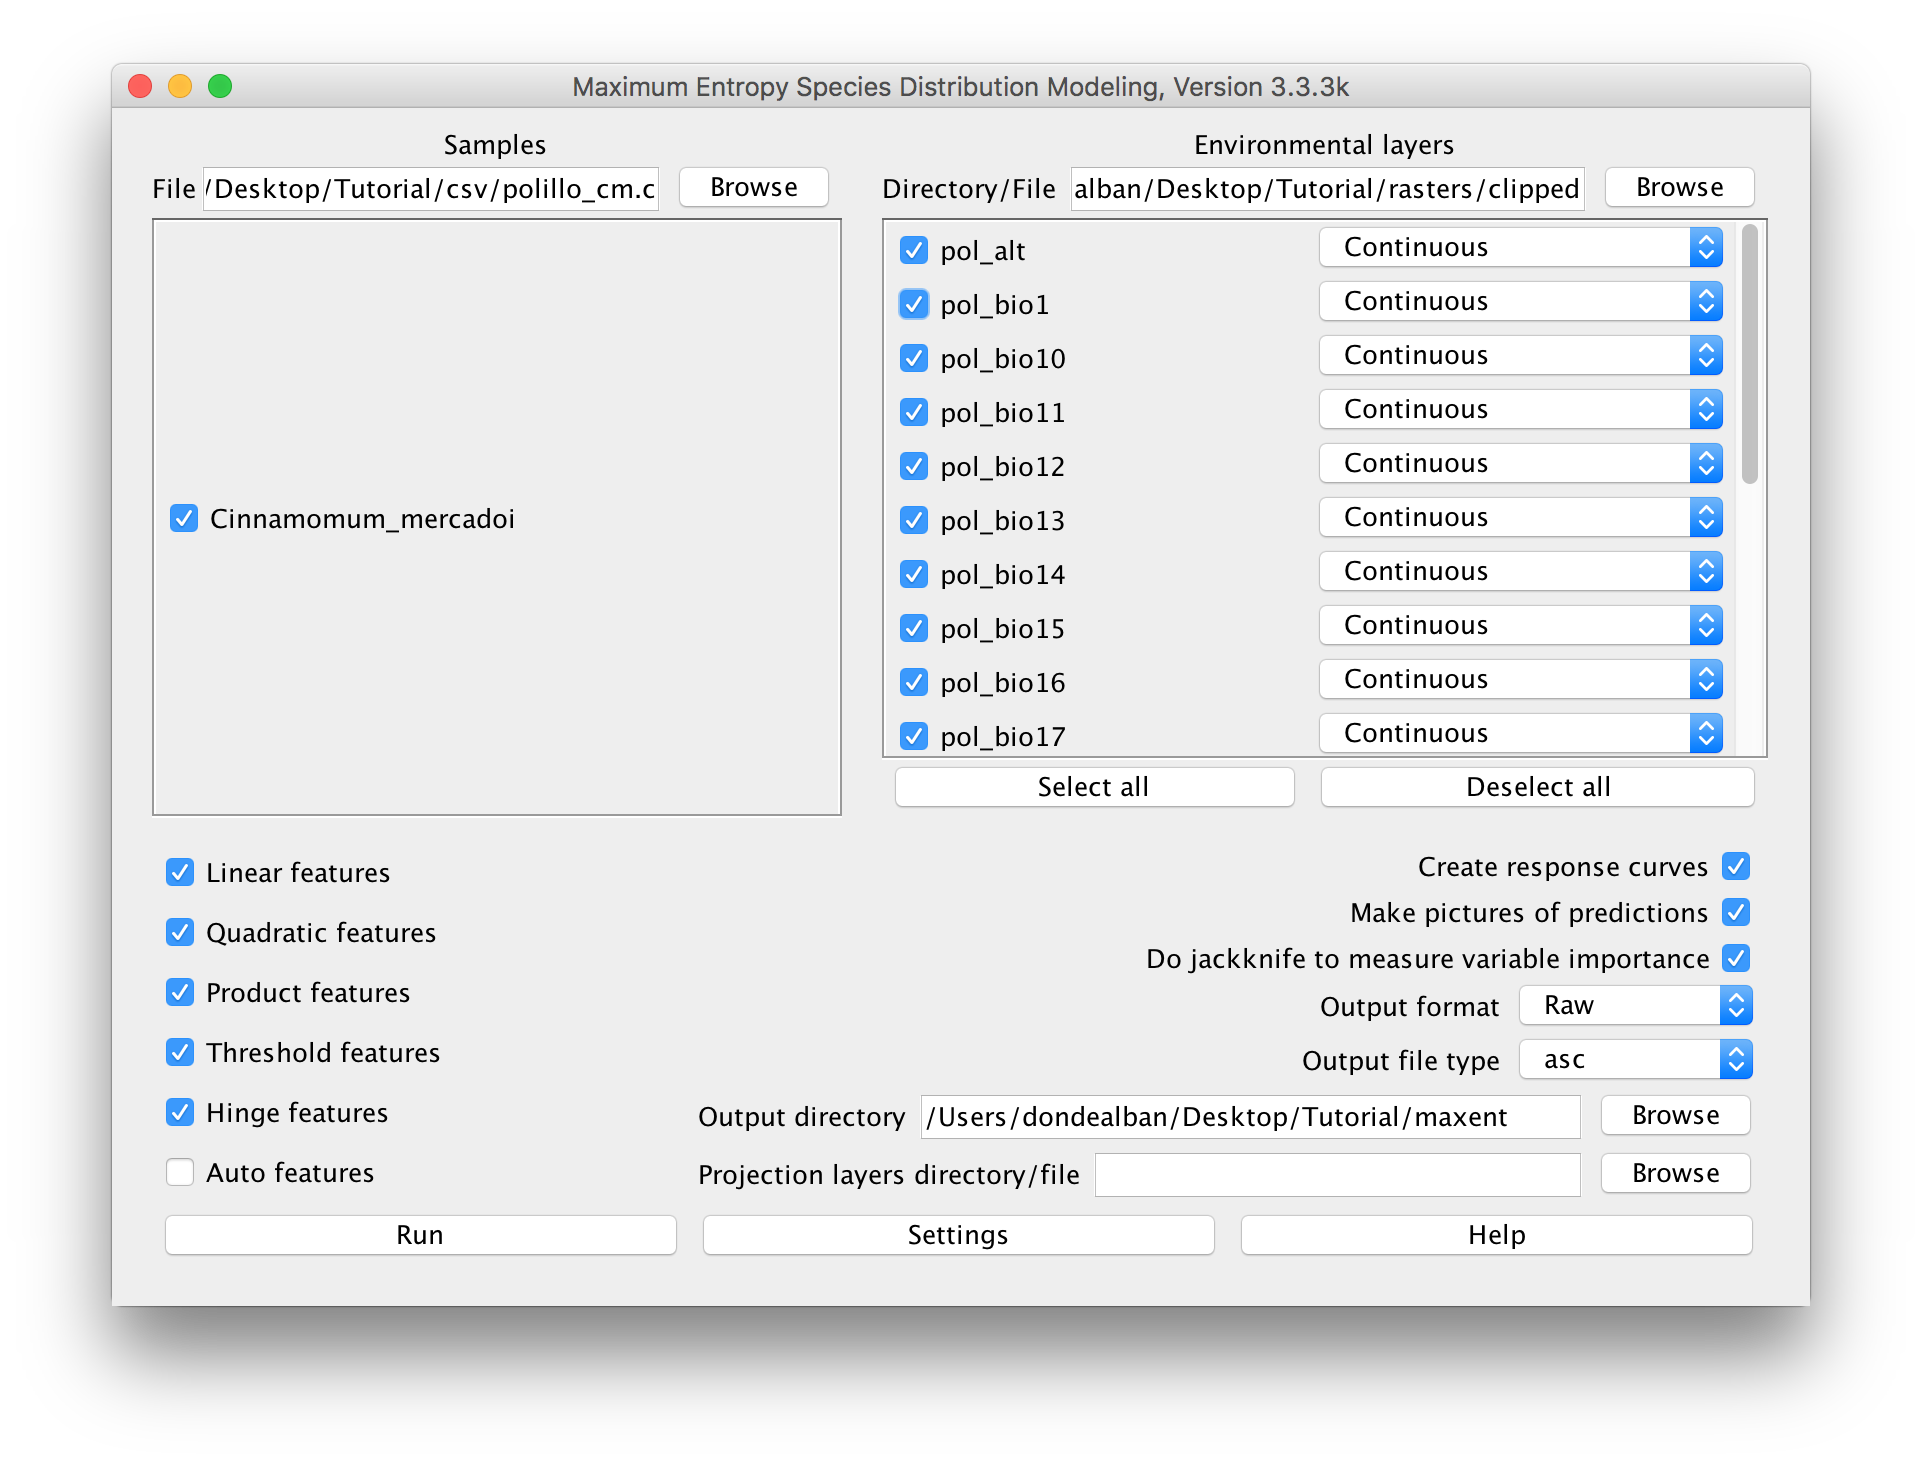 Maximum Entropy Species Distribution Modeling, Version 3.3.3k
Samples
File /Desktop/Tutorial/csv/polillo_cm.c Browse
Cinnamomum_mercadoi
Environmental layers
Directory/File alban/Desktop/Tutorial/rasters/clipped Browse
pol_alt Continuous
pol_bio1 Continuous
pol_bio10 Continuous
pol_bio11 Continuous
pol_bio12 Continuous
pol_bio13 Continuous
pol_bio14 Continuous
pol_bio15 Continuous
pol_bio16 Continuous
pol_bio17 Continuous
Select all Deselect all
Linear features
Quadratic features
Product features
Threshold features
Hinge features
Auto features
Create response curves
Make pictures of predictions
Do jackknife to measure variable importance
Output format Raw
Output file type asc
Output directory /Users/dondealban/Desktop/Tutorial/maxent Browse
Projection layers directory/file Browse
Run Settings Help